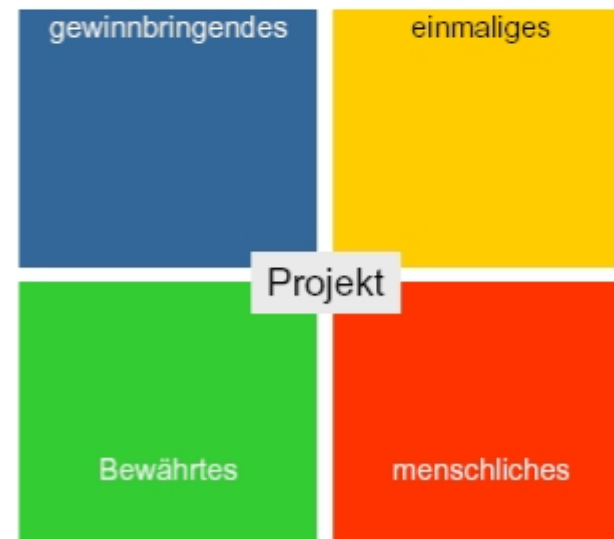 gewinnbringendes
einmaliges
Projekt
Bewährtes
menschliches